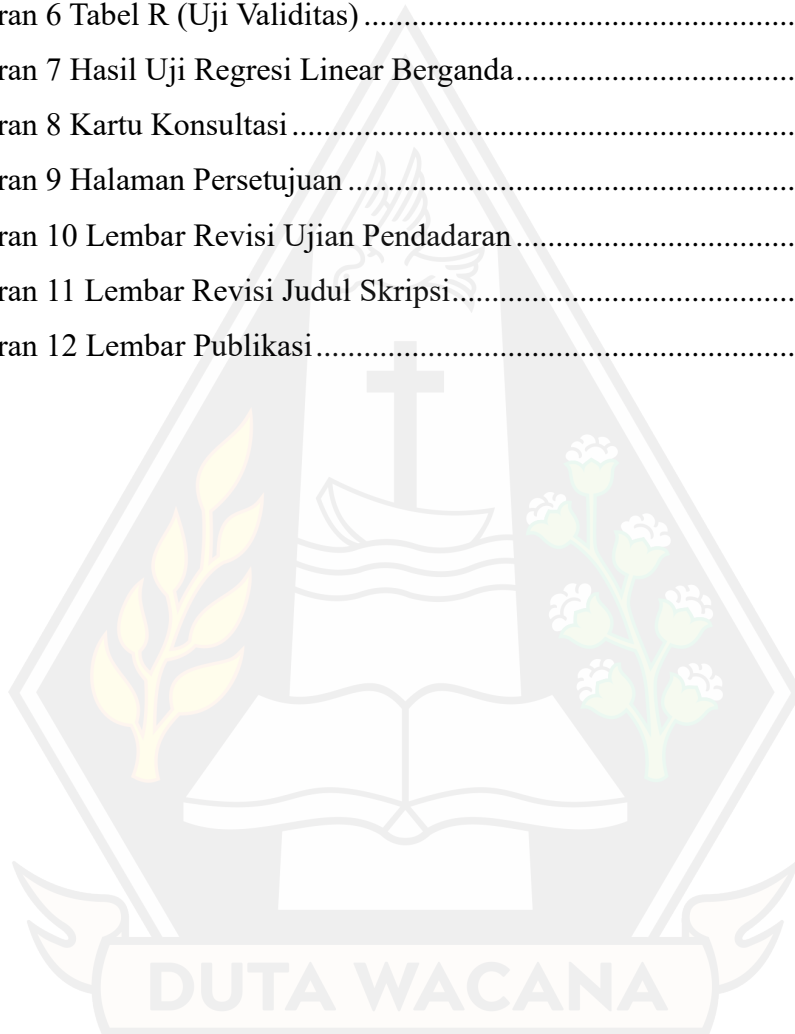 ran 6 Tabel R (Uji Validitas) ..........................................................
ran 7 Hasil Uji Regresi Linear Berganda......................................
ran 8 Kartu Konsultasi ...................................................................
ran 9 Halaman Persetujuan ............................................................
ran 10 Lembar Revisi Ujian Pendadaran ......................................
ran 11 Lembar Revisi Judul Skripsi..............................................
ran 12 Lembar Publikasi ................................................................
DUTA WACANA